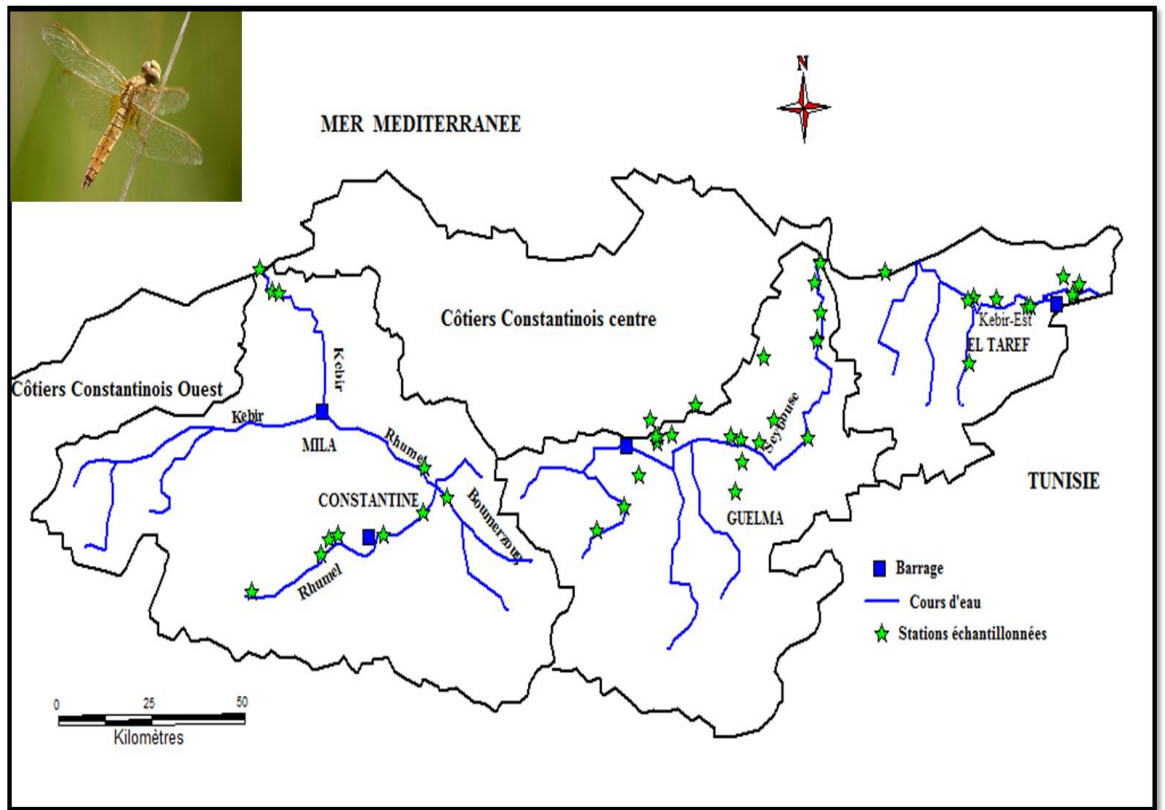 N
MER MEDITERRANEE
Côtiers Constantinois centre
Kebir-Est
EL TAREF
Kebir
Côtiers Constantinois Ouest
Kebir
MILA
Rhumel
Seybouse
CONSTANTINE
Boumerzoug
TUNISIE
GUELMA
Rhumel
Barrage
Cours d'eau
Stations échantillonnées
0 25 50
Kilomètres